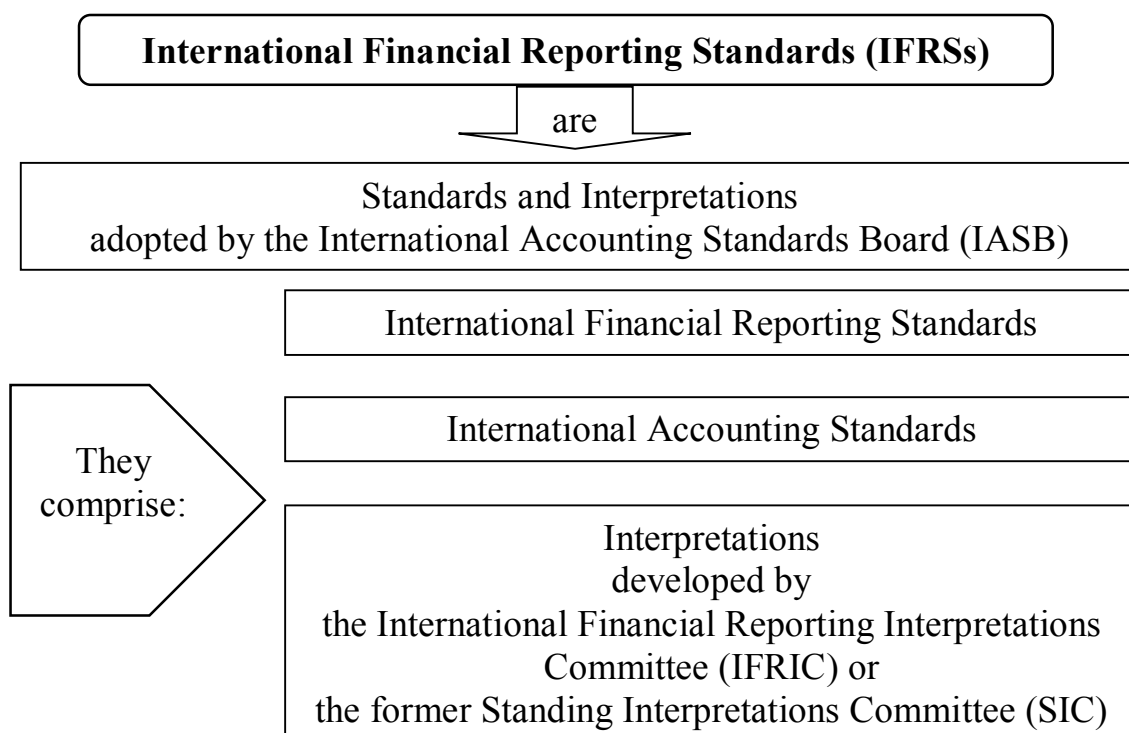 International Financial Reporting Standards (IFRSs)
are
Standards and Interpretations
adopted by the International Accounting Standards Board (IASB)
They
comprise:
International Financial Reporting Standards
International Accounting Standards
Interpretations
developed by
the International Financial Reporting Interpretations
Committee (IFRIC) or
the former Standing Interpretations Committee (SIC)